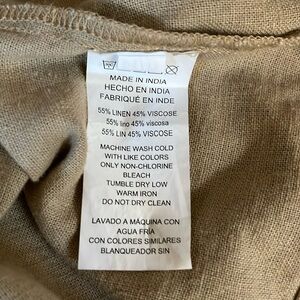 MADE IN INDIA
HECHO EN INDIA
FABRIQUÉ EN INDE
55% LINEN 45% VISCOSE
55% lino 45% viscosa
55% LIN 45% VISCOSE
MACHINE WASH COLD
WITH LIKE COLORS
ONLY NON-CHLORINE
BLEACH
TUMBLE DRY LOW
WARM IRON
DO NOT DRY CLEAN
LAVADO A MÁQUINA CON
AGUA FRÍA
CON COLORES SIMILARES
BLANQUEADOR SIN